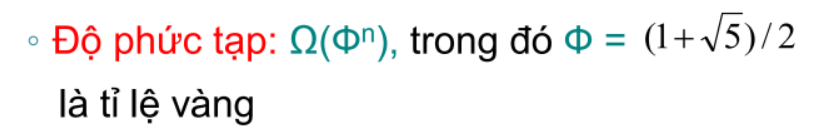 ◦ Độ phức tạp: Ω(Φⁿ), trong đó Φ = (1+√5)/2
là tỉ lệ vàng